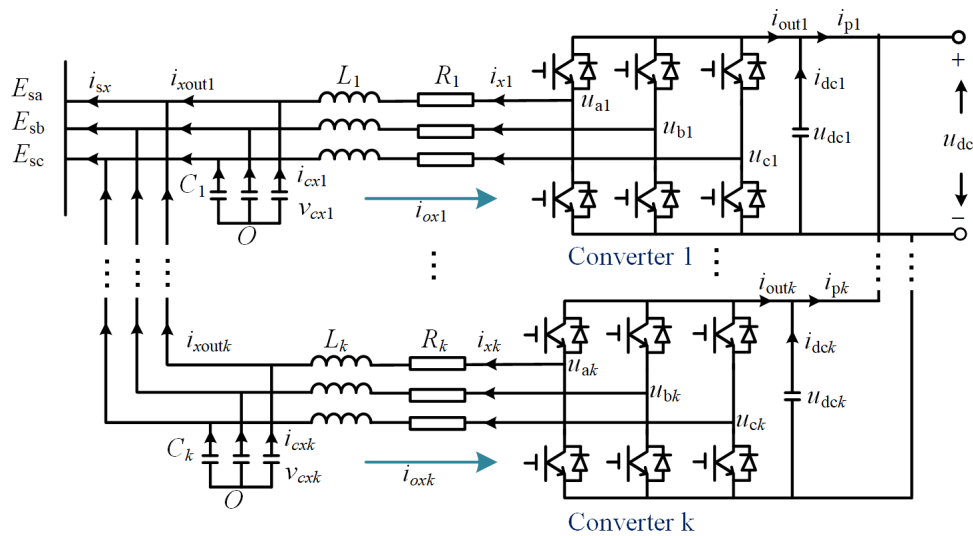 i_out1 i_p1
E_sa i_sx i_xout1 L_1 R_1 i_x1 + 
E_sb u_a1 i_dc1
E_sc u_b1 u_dc1 u_dc
C_1 i_cx1 u_c1
v_cx1 i_ox1 −
O
Converter 1
i_outk i_pk
i_xoutk L_k R_k i_xk
u_ak i_dck
u_bk u_dck
C_k i_cxk u_ck
v_cxk i_oxk
O
Converter k